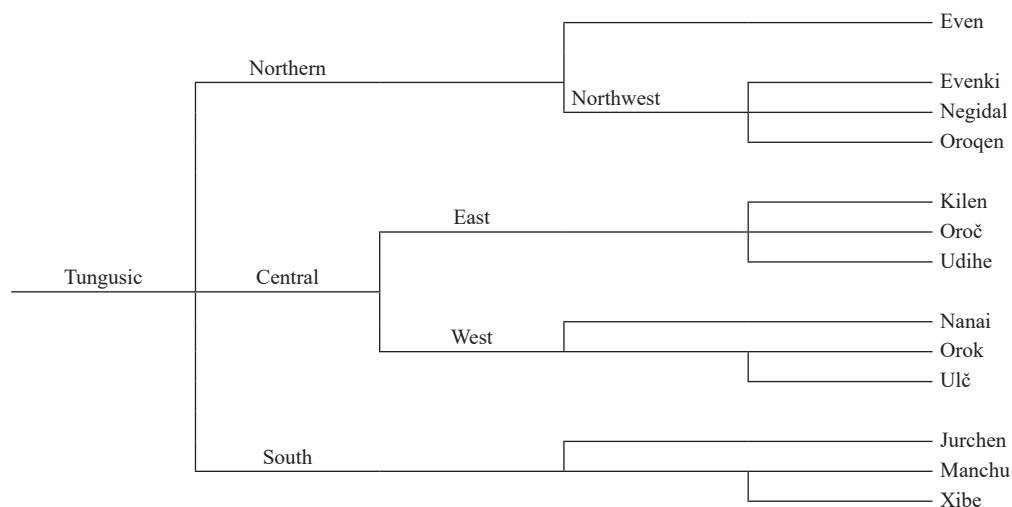 Even
Northern
Evenki
Northwest
Negidal
Oroqen
Kilen
East
Oroč
Udihe
Tungusic
Central
Nanai
West
Orok
Ulč
Jurchen
South
Manchu
Xibe